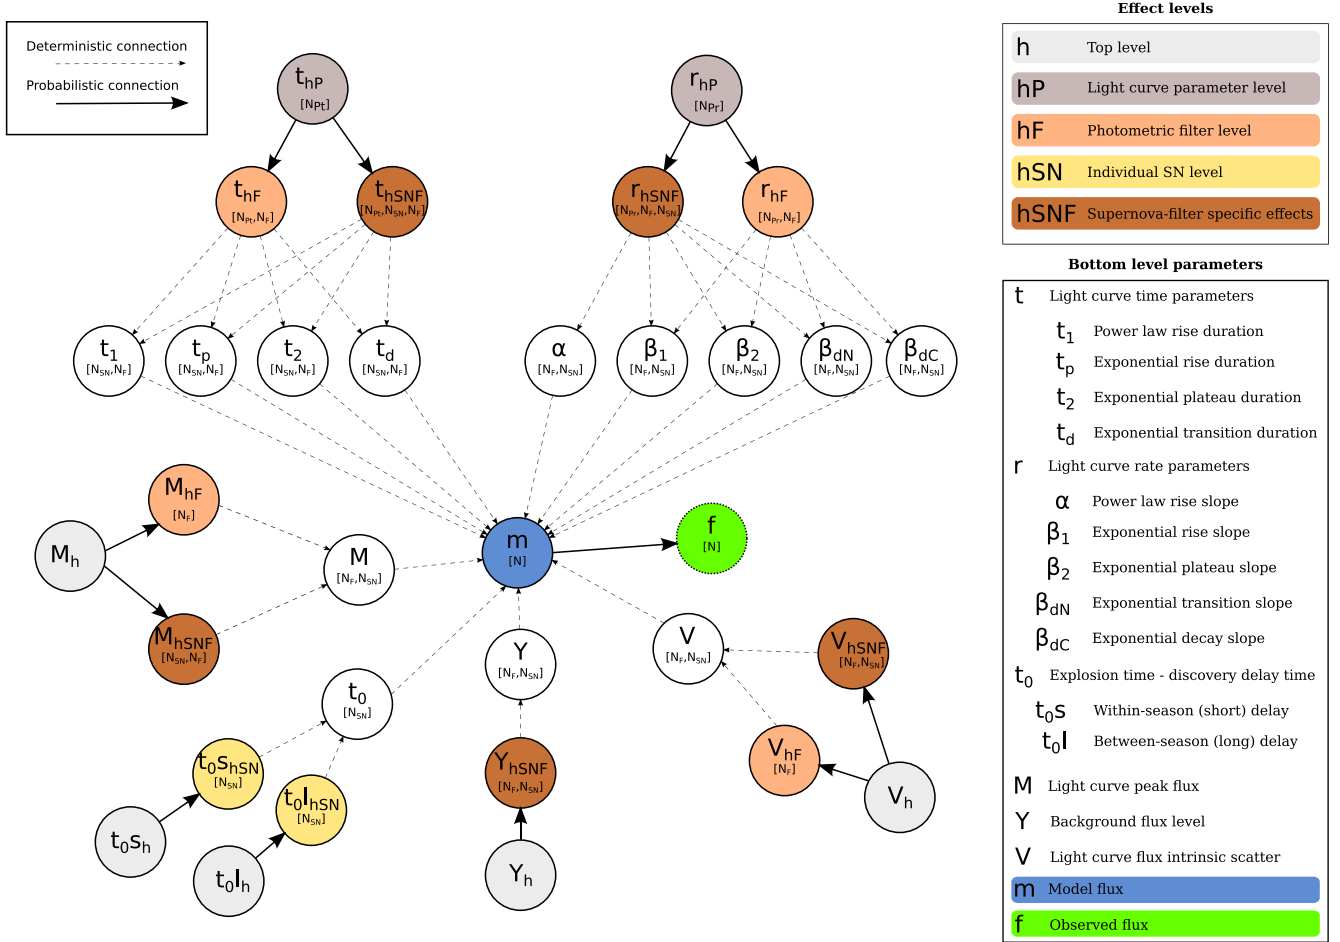 Deterministic connection
Probabilistic connection
t_hP
[N_Pt]
r_hP
[N_Pr]
t_hF
[N_Pt,N_F]
t_hSNF
[N_Pt,N_SN,N_F]
r_hSNF
[N_Pr,N_F,N_SN]
r_hF
[N_Pr,N_F]
t_1
[N_SN,N_F]
t_p
[N_SN,N_F]
t_2
[N_SN,N_F]
t_d
[N_SN,N_F]
α
[N_F,N_SN]
β_1
[N_F,N_SN]
β_2
[N_F,N_SN]
β_dN
[N_F,N_SN]
β_dC
[N_F,N_SN]
M_hF
[N_F]
M_h
M
[N_F,N_SN]
M_hSNF
[N_SN,N_F]
m
[N]
f
[N]
t_0
[N_SN]
t_0s_hSN
[N_SN]
t_0l_hSN
[N_SN]
t_0s_h
t_0l_h
Y
[N_F,N_SN]
Y_hSNF
[N_F,N_SN]
Y_h
V
[N_F,N_SN]
V_hSNF
[N_F,N_SN]
V_hF
[N_F]
V_h
Effect levels
h Top level
hP Light curve parameter level
hF Photometric filter level
hSN Individual SN level
hSNF Supernova-filter specific effects
Bottom level parameters
t Light curve time parameters
t_1 Power law rise duration
t_p Exponential rise duration
t_2 Exponential plateau duration
t_d Exponential transition duration
r Light curve rate parameters
α Power law rise slope
β_1 Exponential rise slope
β_2 Exponential plateau slope
β_dN Exponential transition slope
β_dC Exponential decay slope
t_0 Explosion time - discovery delay time
t_0s Within-season (short) delay
t_0l Between-season (long) delay
M Light curve peak flux
Y Background flux level
V Light curve flux intrinsic scatter
m Model flux
f Observed flux